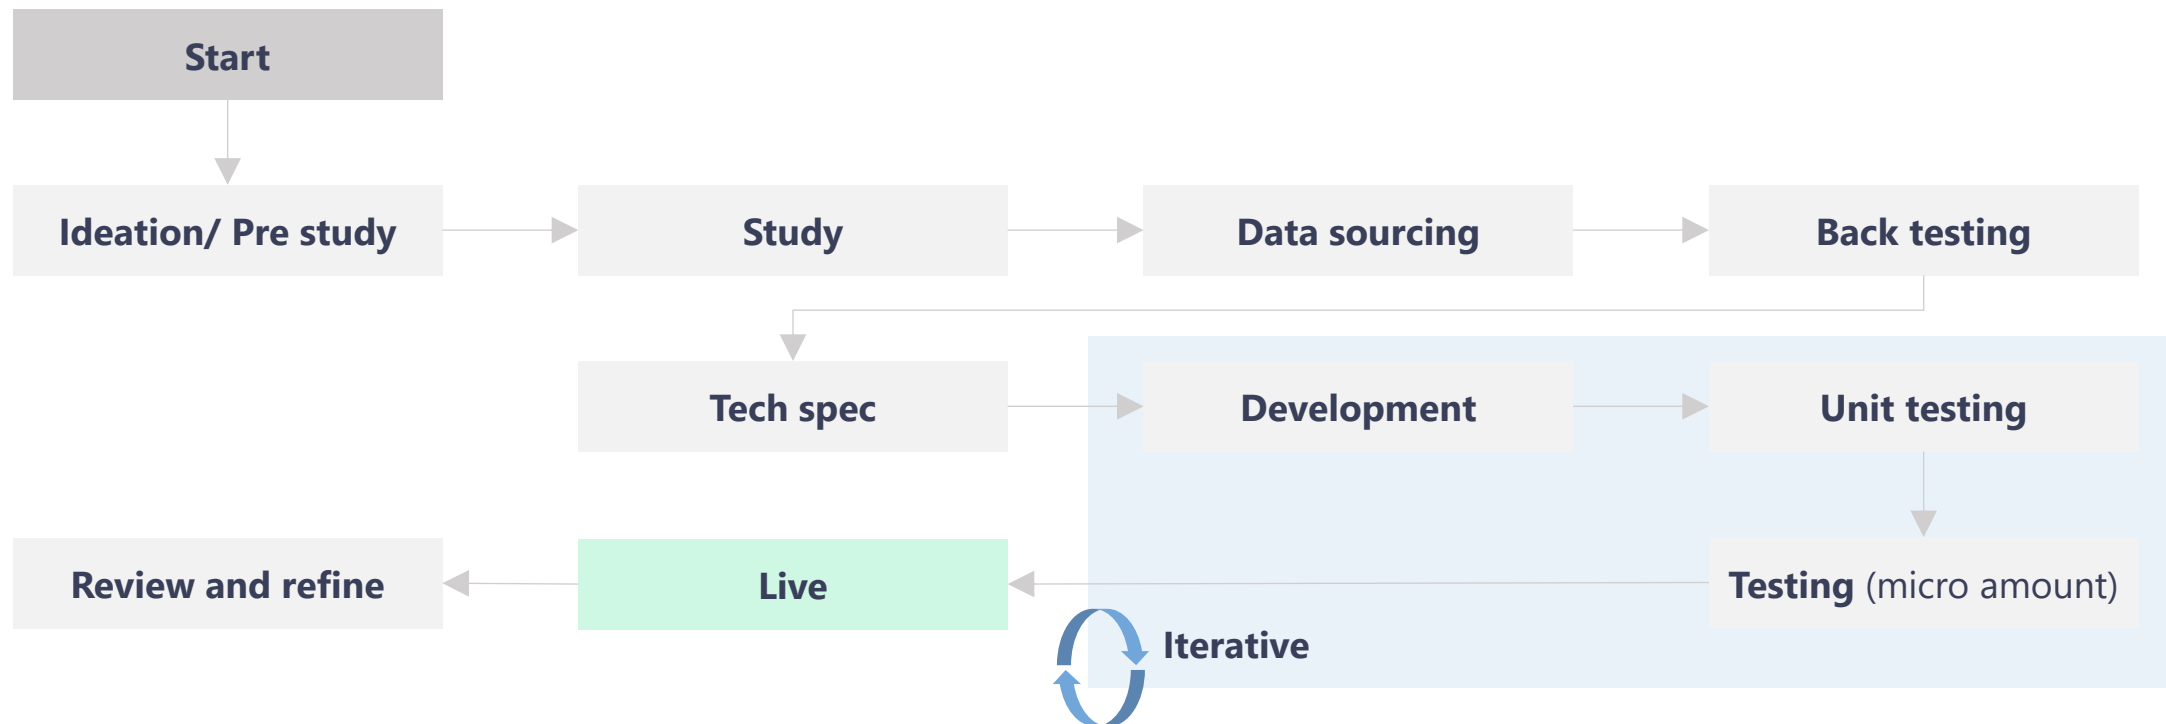 Start
Ideation/ Pre study
Study
Data sourcing
Back testing
Tech spec
Development
Unit testing
Review and refine
Live
Testing (micro amount)
Iterative